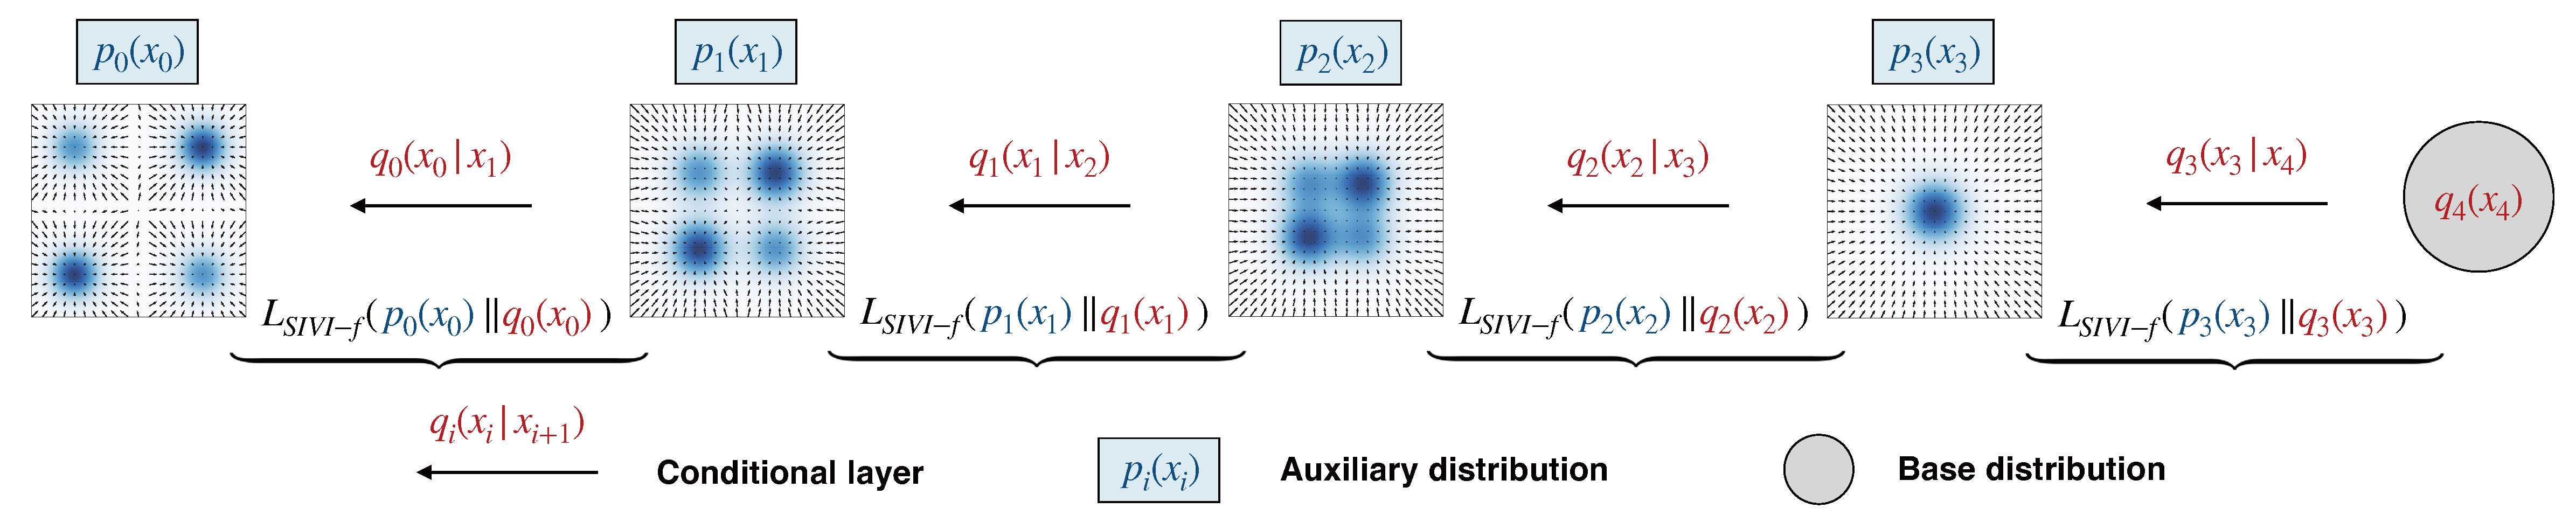 p_0(x_0) p_1(x_1) p_2(x_2) p_3(x_3)
q_0(x_0 | x_1) q_1(x_1 | x_2) q_2(x_2 | x_3) q_3(x_3 | x_4)
q_4(x_4)
L_{SIVI-f}( p_0(x_0) || q_0(x_0) ) L_{SIVI-f}( p_1(x_1) || q_1(x_1) ) L_{SIVI-f}( p_2(x_2) || q_2(x_2) ) L_{SIVI-f}( p_3(x_3) || q_3(x_3) )
q_i(x_i | x_{i+1})
Conditional layer p_i(x_i) Auxiliary distribution Base distribution